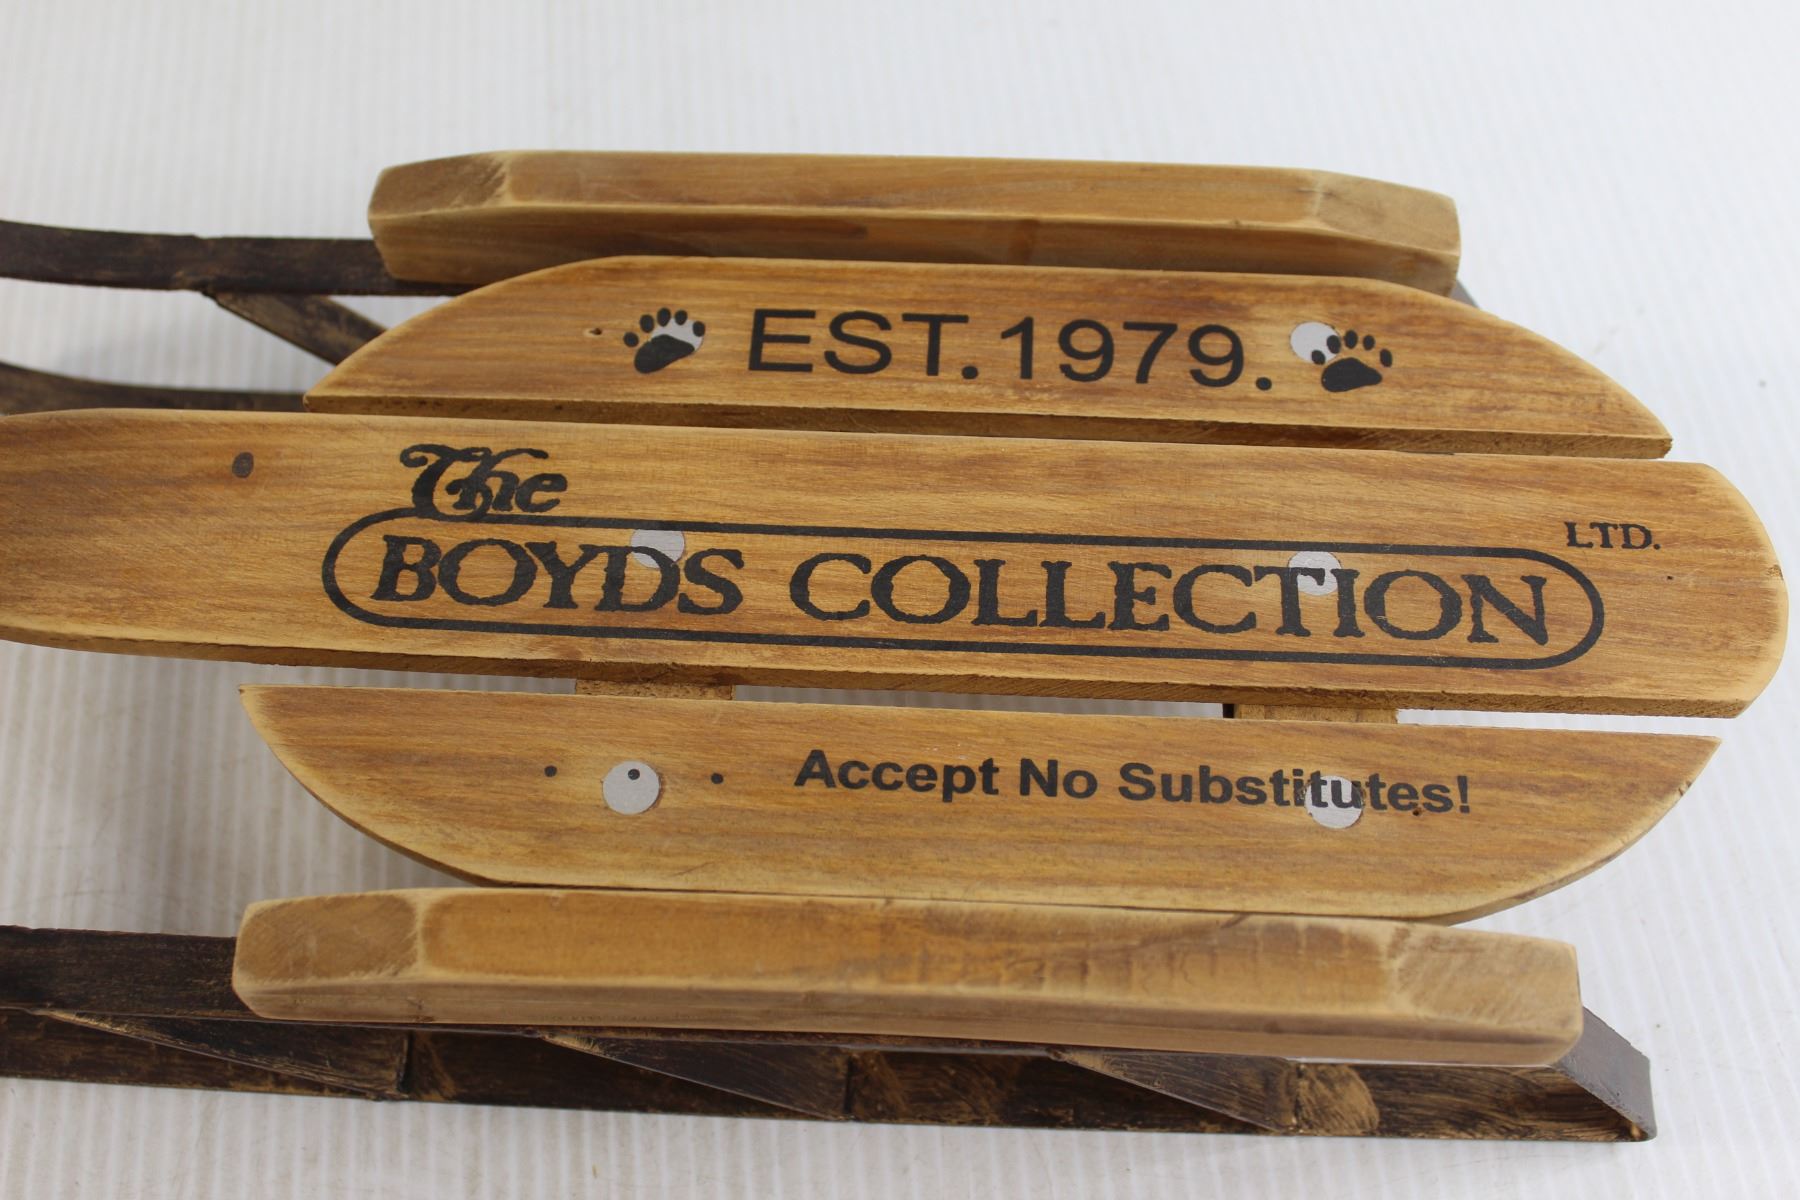 EST. 1979.
The
BOYDS COLLECTION LTD.
Accept No Substitutes!